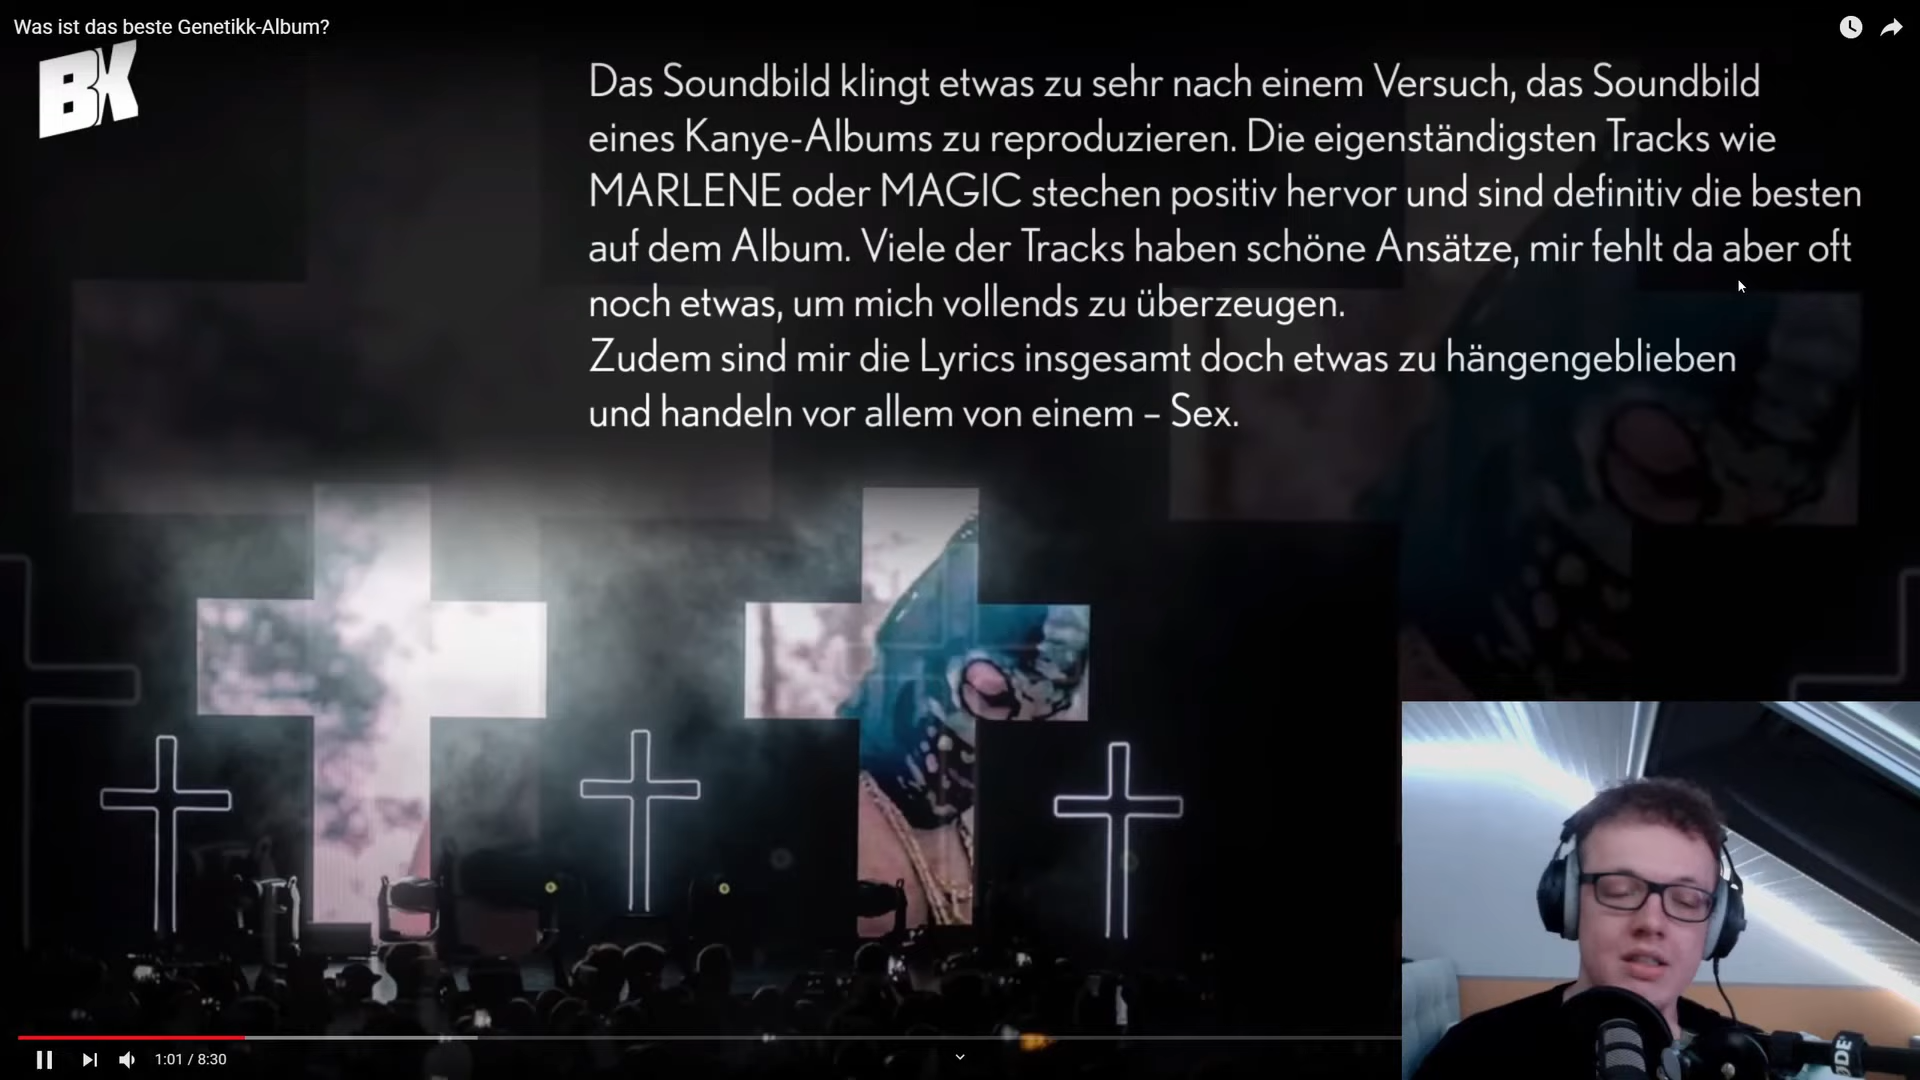 Was ist das beste Genetikk-Album?
BK
Das Soundbild klingt etwas zu sehr nach einem Versuch, das Soundbild
eines Kanye-Albums zu reproduzieren. Die eigenständigsten Tracks wie
MARLENE oder MAGIC stechen positiv hervor und sind definitiv die besten
auf dem Album. Viele der Tracks haben schöne Ansätze, mir fehlt da aber oft
noch etwas, um mich vollends zu überzeugen.
Zudem sind mir die Lyrics insgesamt doch etwas zu hängengeblieben
und handeln vor allem von einem – Sex.
1:01 / 8:30